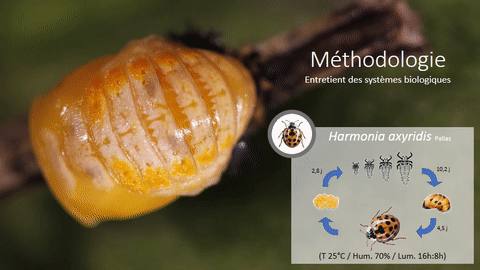 Méthodologie
Entretient des systèmes biologiques
Harmonia axyridis Pallas
2,8 j
10,2 j
4,5 j
(T 25°C / Hum. 70% / Lum. 16h:8h)